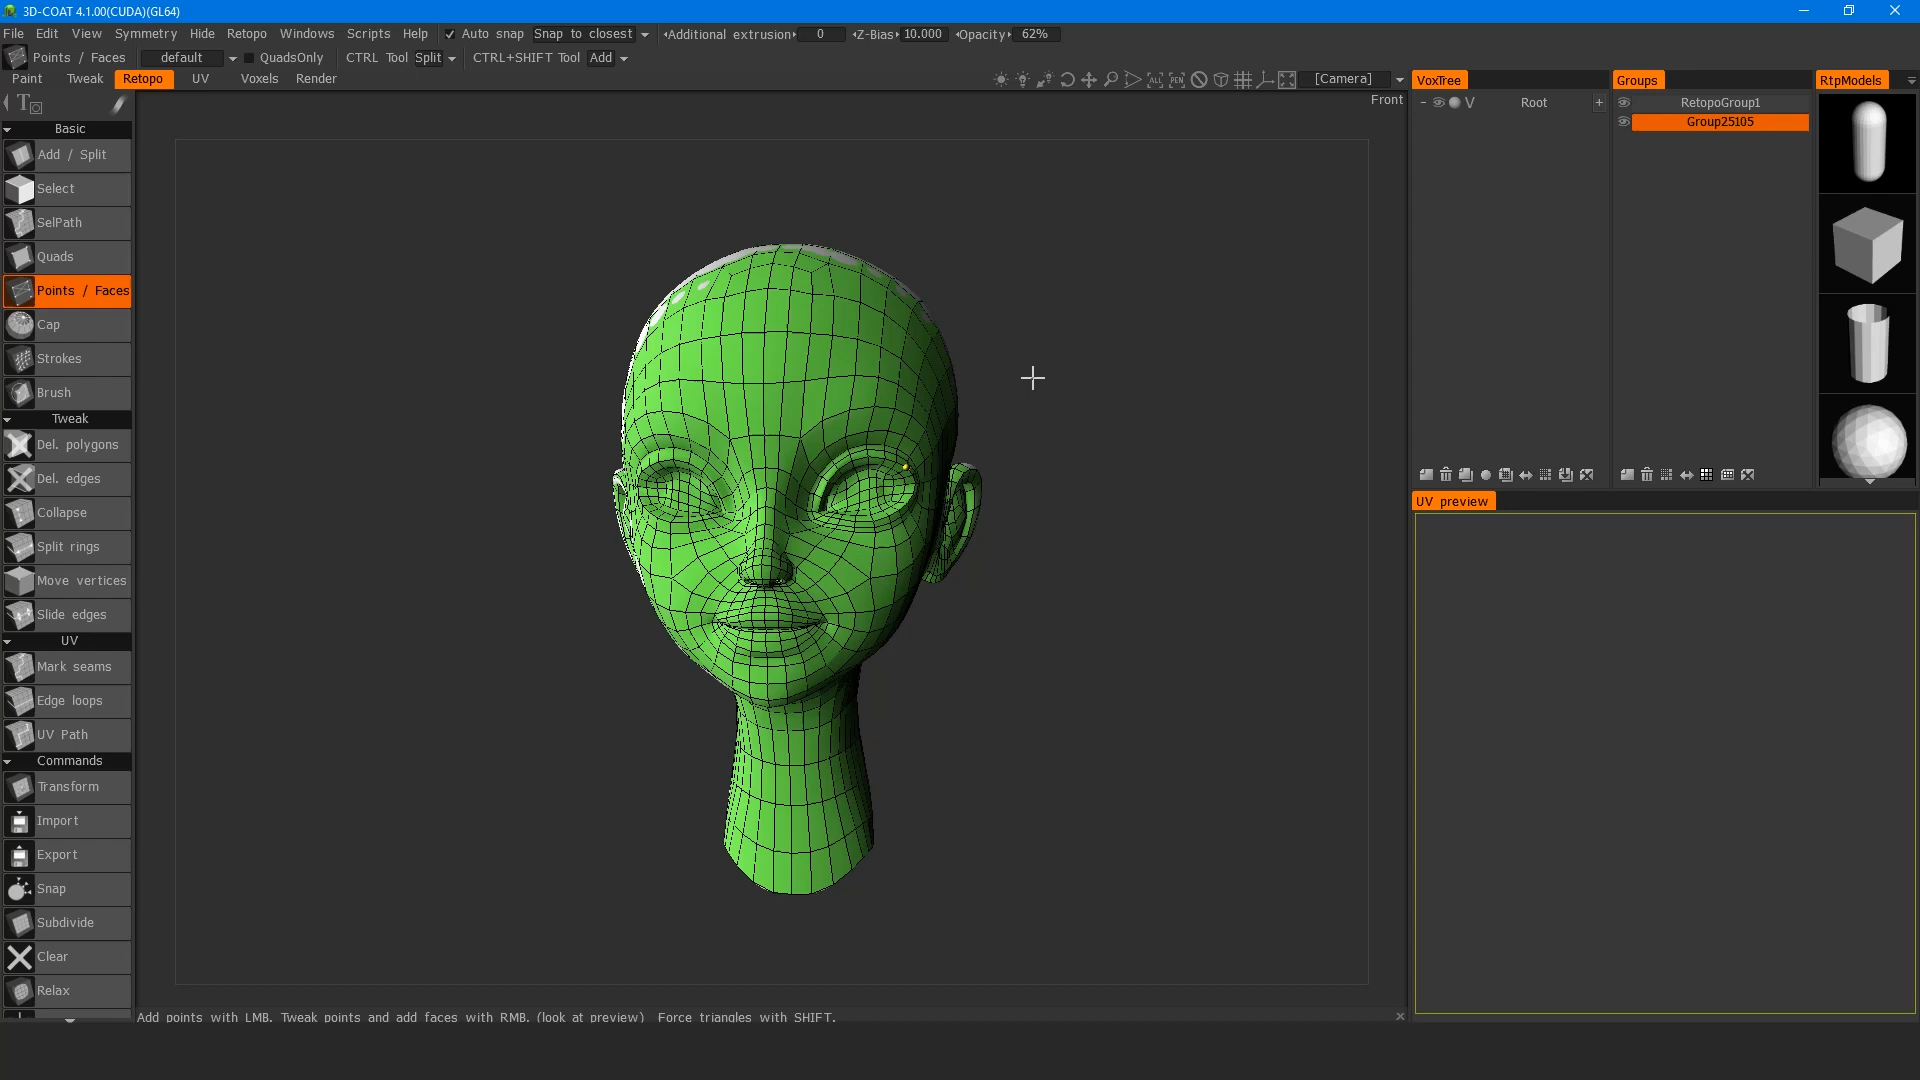 3D-COAT 4.1.00(CUDA)(GL64)
File Edit View Symmetry Hide Retopo Windows Scripts Help Auto snap Snap to closest Additional extrusion 0 Z-Bias 10.000 Opacity 62%
Points / Faces default QuadsOnly CTRL Tool Split CTRL+SHIFT Tool Add
Paint Tweak Retopo UV Voxels Render ALL PEN [Camera] VoxTree Groups RtpModels
Front
V Root + RetopoGroup1
Group25105
Basic
Add / Split
Select
SelPath
Quads
Points / Faces
Cap
Strokes
Brush
Tweak
Del. polygons
Del. edges
Collapse
Split rings
Move vertices
Slide edges
UV
Mark seams
Edge loops
UV Path
Commands
Transform
Import
Export
Snap
Subdivide
Clear
Relax
UV preview
Add points with LMB. Tweak points and add faces with RMB. (look at preview) Force triangles with SHIFT.